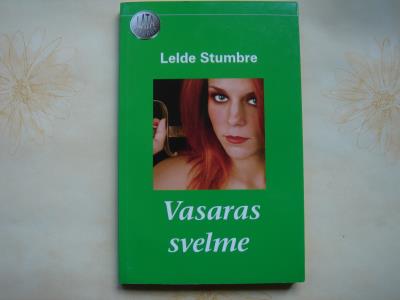 LATA
Lelde Stumbre
Vasaras
svelme